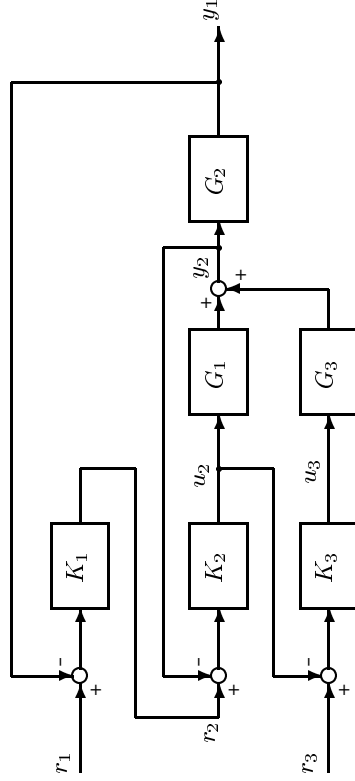 r₁
-
+
K₁
r₂
-
+
K₂
u₂
G₁
+
y₂
+
G₂
y₁
r₃
-
+
K₃
u₃
G₃